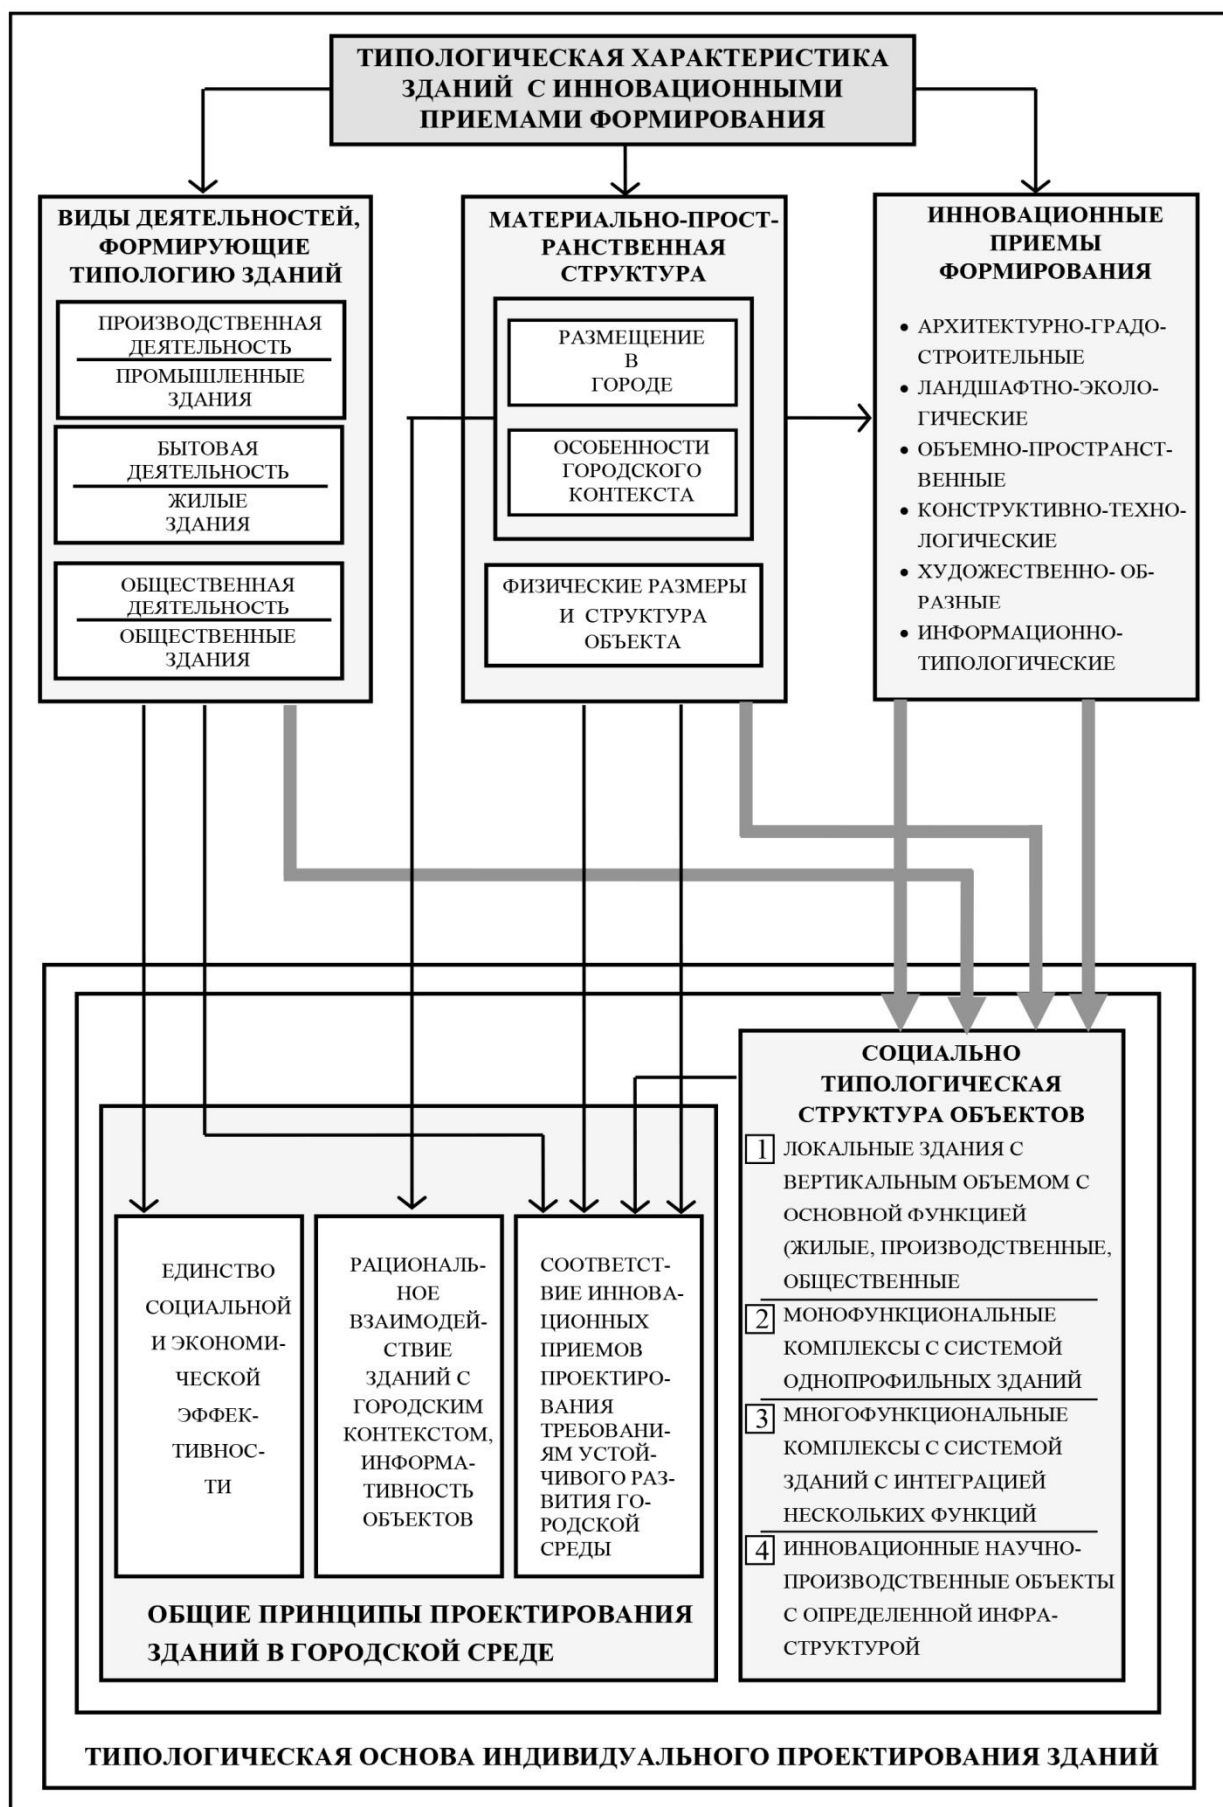 ТИПОЛОГИЧЕСКАЯ ХАРАКТЕРИСТИКА
ЗДАНИЙ С ИННОВАЦИОННЫМИ
ПРИЕМАМИ ФОРМИРОВАНИЯ
ВИДЫ ДЕЯТЕЛЬНОСТЕЙ,
ФОРМИРУЮЩИЕ
ТИПОЛОГИЮ ЗДАНИЙ
ПРОИЗВОДСТВЕННАЯ
ДЕЯТЕЛЬНОСТЬ
ПРОМЫШЛЕННЫЕ
ЗДАНИЯ
БЫТОВАЯ
ДЕЯТЕЛЬНОСТЬ
ЖИЛЫЕ
ЗДАНИЯ
ОБЩЕСТВЕННАЯ
ДЕЯТЕЛЬНОСТЬ
ОБЩЕСТВЕННЫЕ
ЗДАНИЯ
МАТЕРИАЛЬНО-ПРОСТ-
РАНСТВЕННАЯ
СТРУКТУРА
РАЗМЕЩЕНИЕ
В
ГОРОДЕ
ОСОБЕННОСТИ
ГОРОДСКОГО
КОНТЕКСТА
ФИЗИЧЕСКИЕ РАЗМЕРЫ
И СТРУКТУРА
ОБЪЕКТА
ИННОВАЦИОННЫЕ
ПРИЕМЫ
ФОРМИРОВАНИЯ
• АРХИТЕКТУРНО-ГРАДО-
СТРОИТЕЛЬНЫЕ
• ЛАНДШАФТНО-ЭКОЛО-
ГИЧЕСКИЕ
• ОБЪЕМНО-ПРОСТРАНСТ-
ВЕННЫЕ
• КОНСТРУКТИВНО-ТЕХНО-
ЛОГИЧЕСКИЕ
• ХУДОЖЕСТВЕННО- ОБ-
РАЗНЫЕ
• ИНФОРМАЦИОННО-
ТИПОЛОГИЧЕСКИЕ
ЕДИНСТВО
СОЦИАЛЬНОЙ
И ЭКОНОМИ-
ЧЕСКОЙ
ЭФФЕК-
ТИВНОС-
ТИ
РАЦИОНАЛЬ-
НОЕ
ВЗАИМОДЕЙ-
СТВИЕ
ЗДАНИЙ С
ГОРОДСКИМ
КОНТЕКСТОМ,
ИНФОРМА-
ТИВНОСТЬ
ОБЪЕКТОВ
СООТВЕТСТ-
ВИЕ ИННОВА-
ЦИОННЫХ
ПРИЕМОВ
ПРОЕКТИРО-
ВАНИЯ
ТРЕБОВАНИ-
ЯМ УСТОЙ-
ЧИВОГО РАЗ-
ВИТИЯ ГО-
РОДСКОЙ
СРЕДЫ
ОБЩИЕ ПРИНЦИПЫ ПРОЕКТИРОВАНИЯ
ЗДАНИЙ В ГОРОДСКОЙ СРЕДЕ
СОЦИАЛЬНО
ТИПОЛОГИЧЕСКАЯ
СТРУКТУРА ОБЪЕКТОВ
1 ЛОКАЛЬНЫЕ ЗДАНИЯ С
ВЕРТИКАЛЬНЫМ ОБЪЕМОМ С
ОСНОВНОЙ ФУНКЦИЕЙ
(ЖИЛЫЕ, ПРОИЗВОДСТВЕННЫЕ,
ОБЩЕСТВЕННЫЕ
2 МОНОФУНКЦИОНАЛЬНЫЕ
КОМПЛЕКСЫ С СИСТЕМОЙ
ОДНОПРОФИЛЬНЫХ ЗДАНИЙ
3 МНОГОФУНКЦИОНАЛЬНЫЕ
КОМПЛЕКСЫ С СИСТЕМОЙ
ЗДАНИЙ С ИНТЕГРАЦИЕЙ
НЕСКОЛЬКИХ ФУНКЦИЙ
4 ИННОВАЦИОННЫЕ НАУЧНО-
ПРОИЗВОДСТВЕННЫЕ ОБЪЕКТЫ
С ОПРЕДЕЛЕННОЙ ИНФРА-
СТРУКТУРОЙ
ТИПОЛОГИЧЕСКАЯ ОСНОВА ИНДИВИДУАЛЬНОГО ПРОЕКТИРОВАНИЯ ЗДАНИЙ